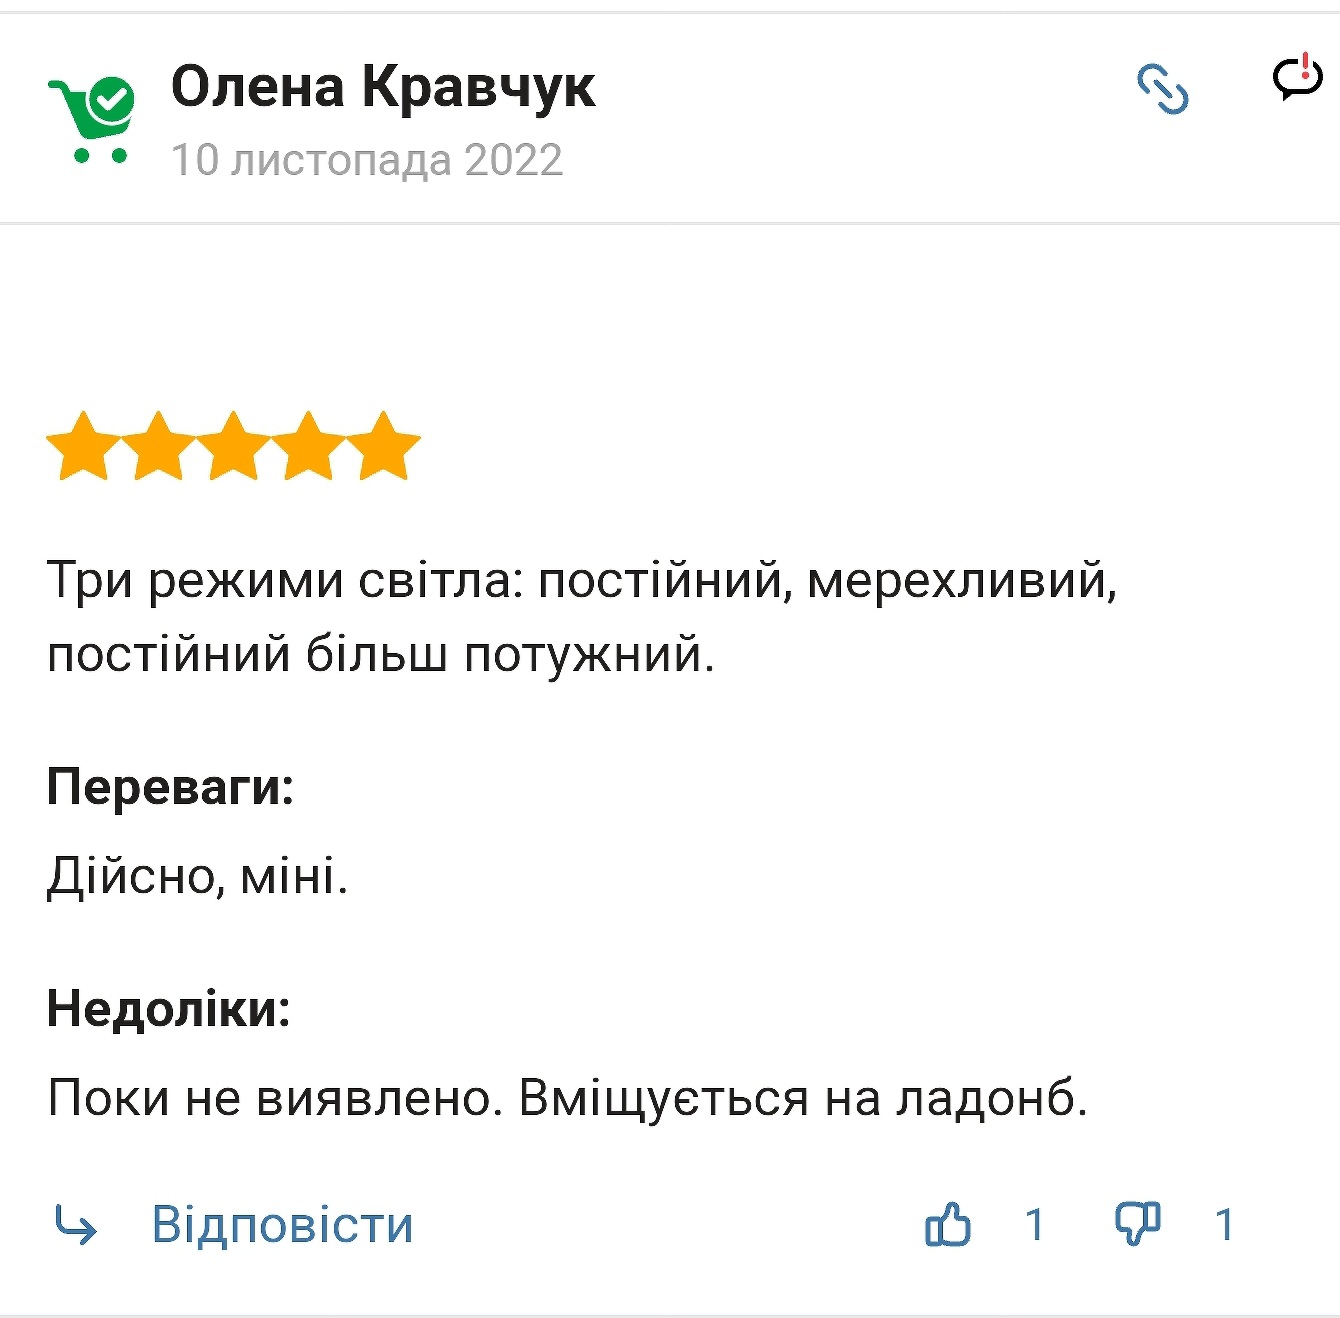 Олена Кравчук
10 листопада 2022
Три режими світла: постійний, мерехливий,
постійний більш потужний.
Переваги:
Дійсно, міні.
Недоліки:
Поки не виявлено. Вміщується на ладонб.
Відповісти 1 1